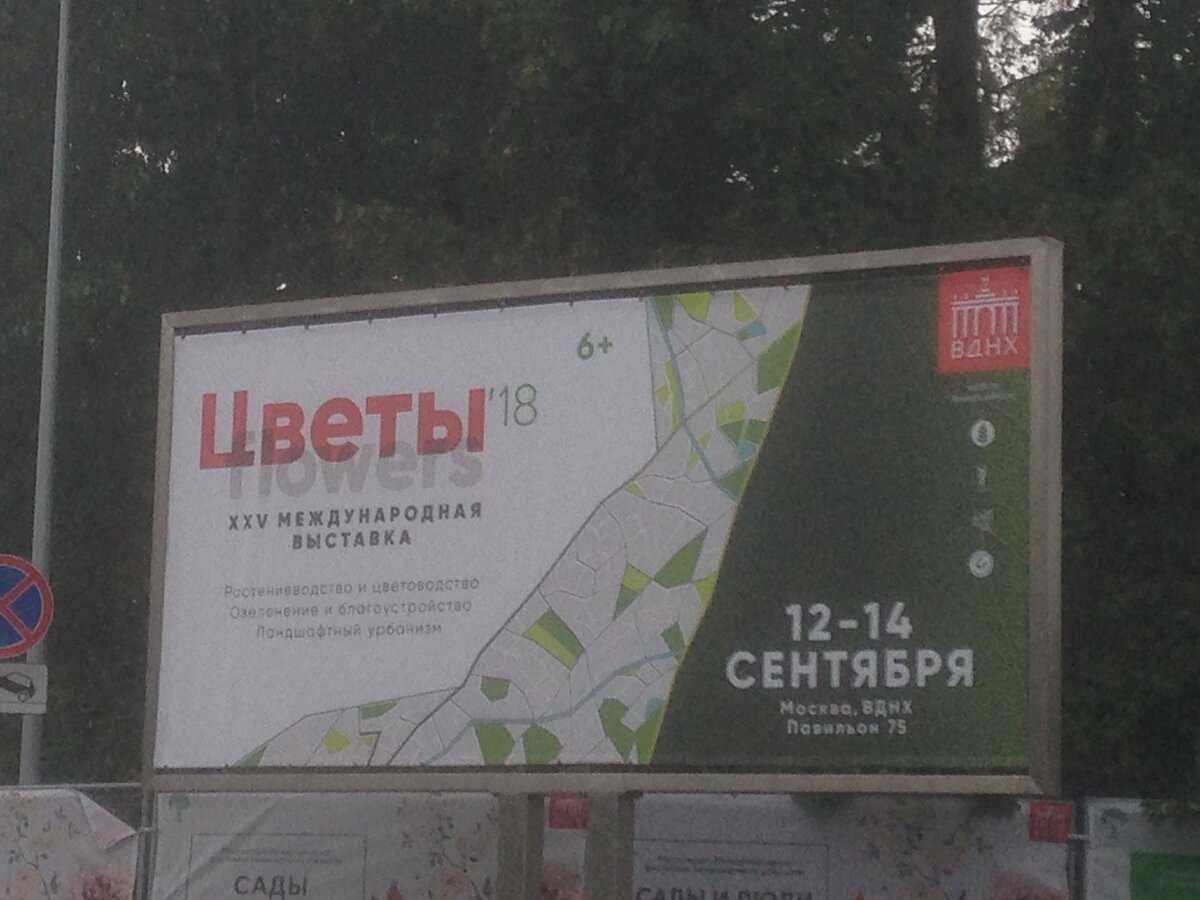 6+
Цветы'18
flowers
XXV МЕЖДУНАРОДНАЯ
ВЫСТАВКА
Растениеводство и цветоводство
Озеленение и благоустройство
Ландшафтный урбанизм
ВДНХ
12-14
СЕНТЯБРЯ
Москва, ВДНХ
Павильон 75
САДЫ
САДЫ И ЛЮДИ